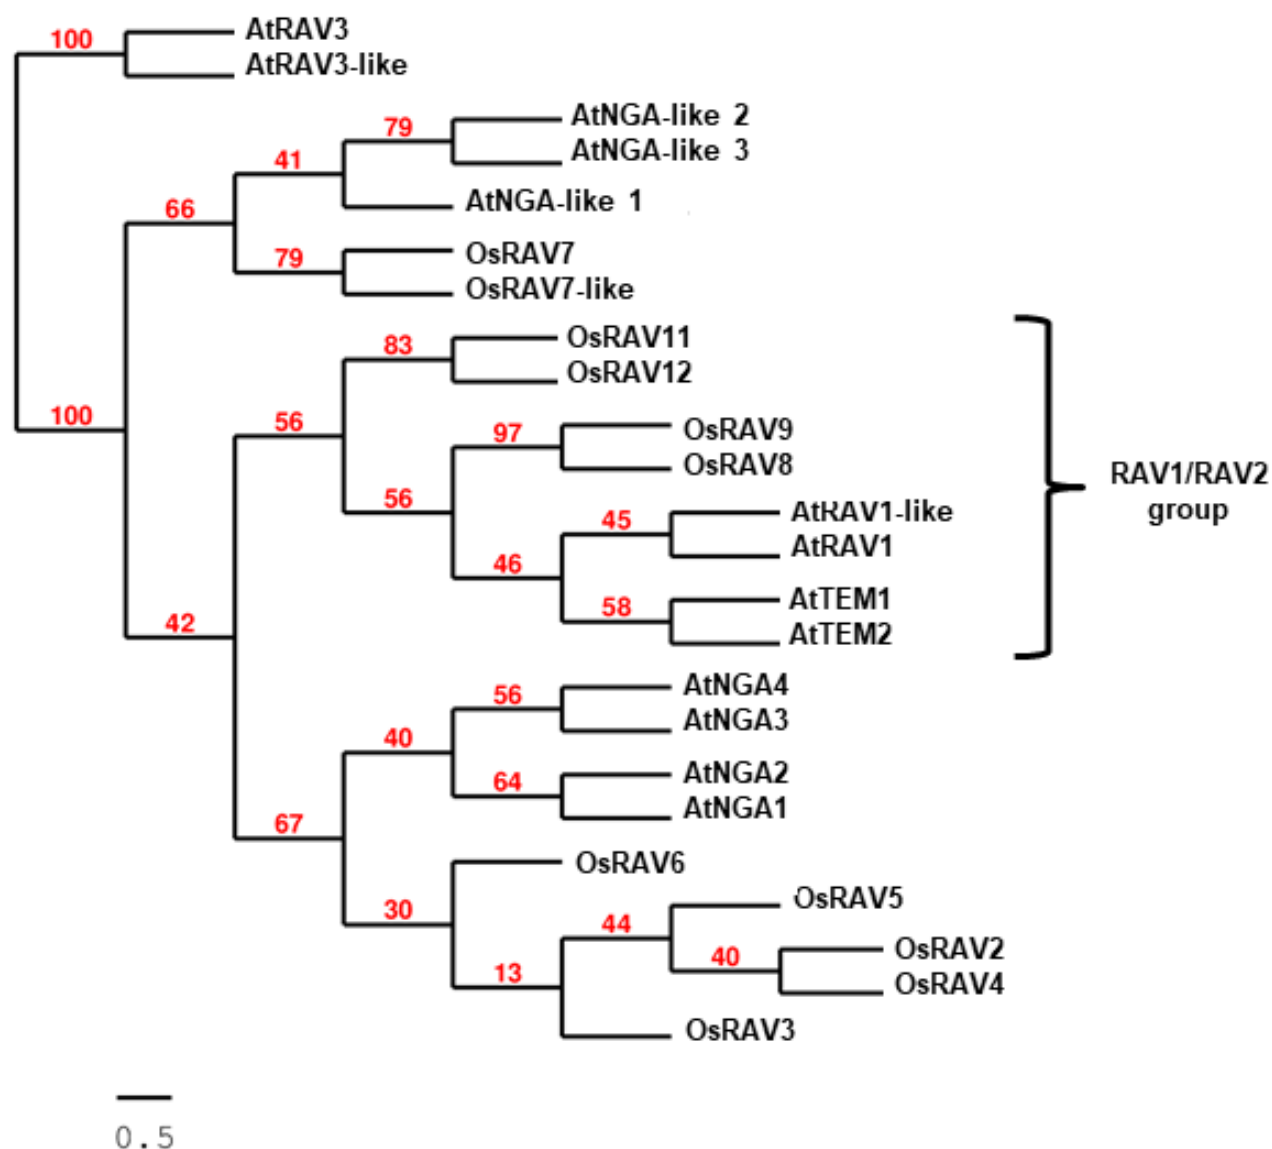 100
AtRAV3
AtRAV3-like
79
AtNGA-like 2
AtNGA-like 3
41
AtNGA-like 1
66
79
OsRAV7
OsRAV7-like
83
OsRAV11
OsRAV12
100
56
97
OsRAV9
OsRAV8
RAV1/RAV2
group
56
45
AtRAV1-like
AtRAV1
46
58
AtTEM1
AtTEM2
42
56
AtNGA4
AtNGA3
40
64
AtNGA2
AtNGA1
67
OsRAV6
30
44
OsRAV5
40
OsRAV2
OsRAV4
13
OsRAV3
0.5